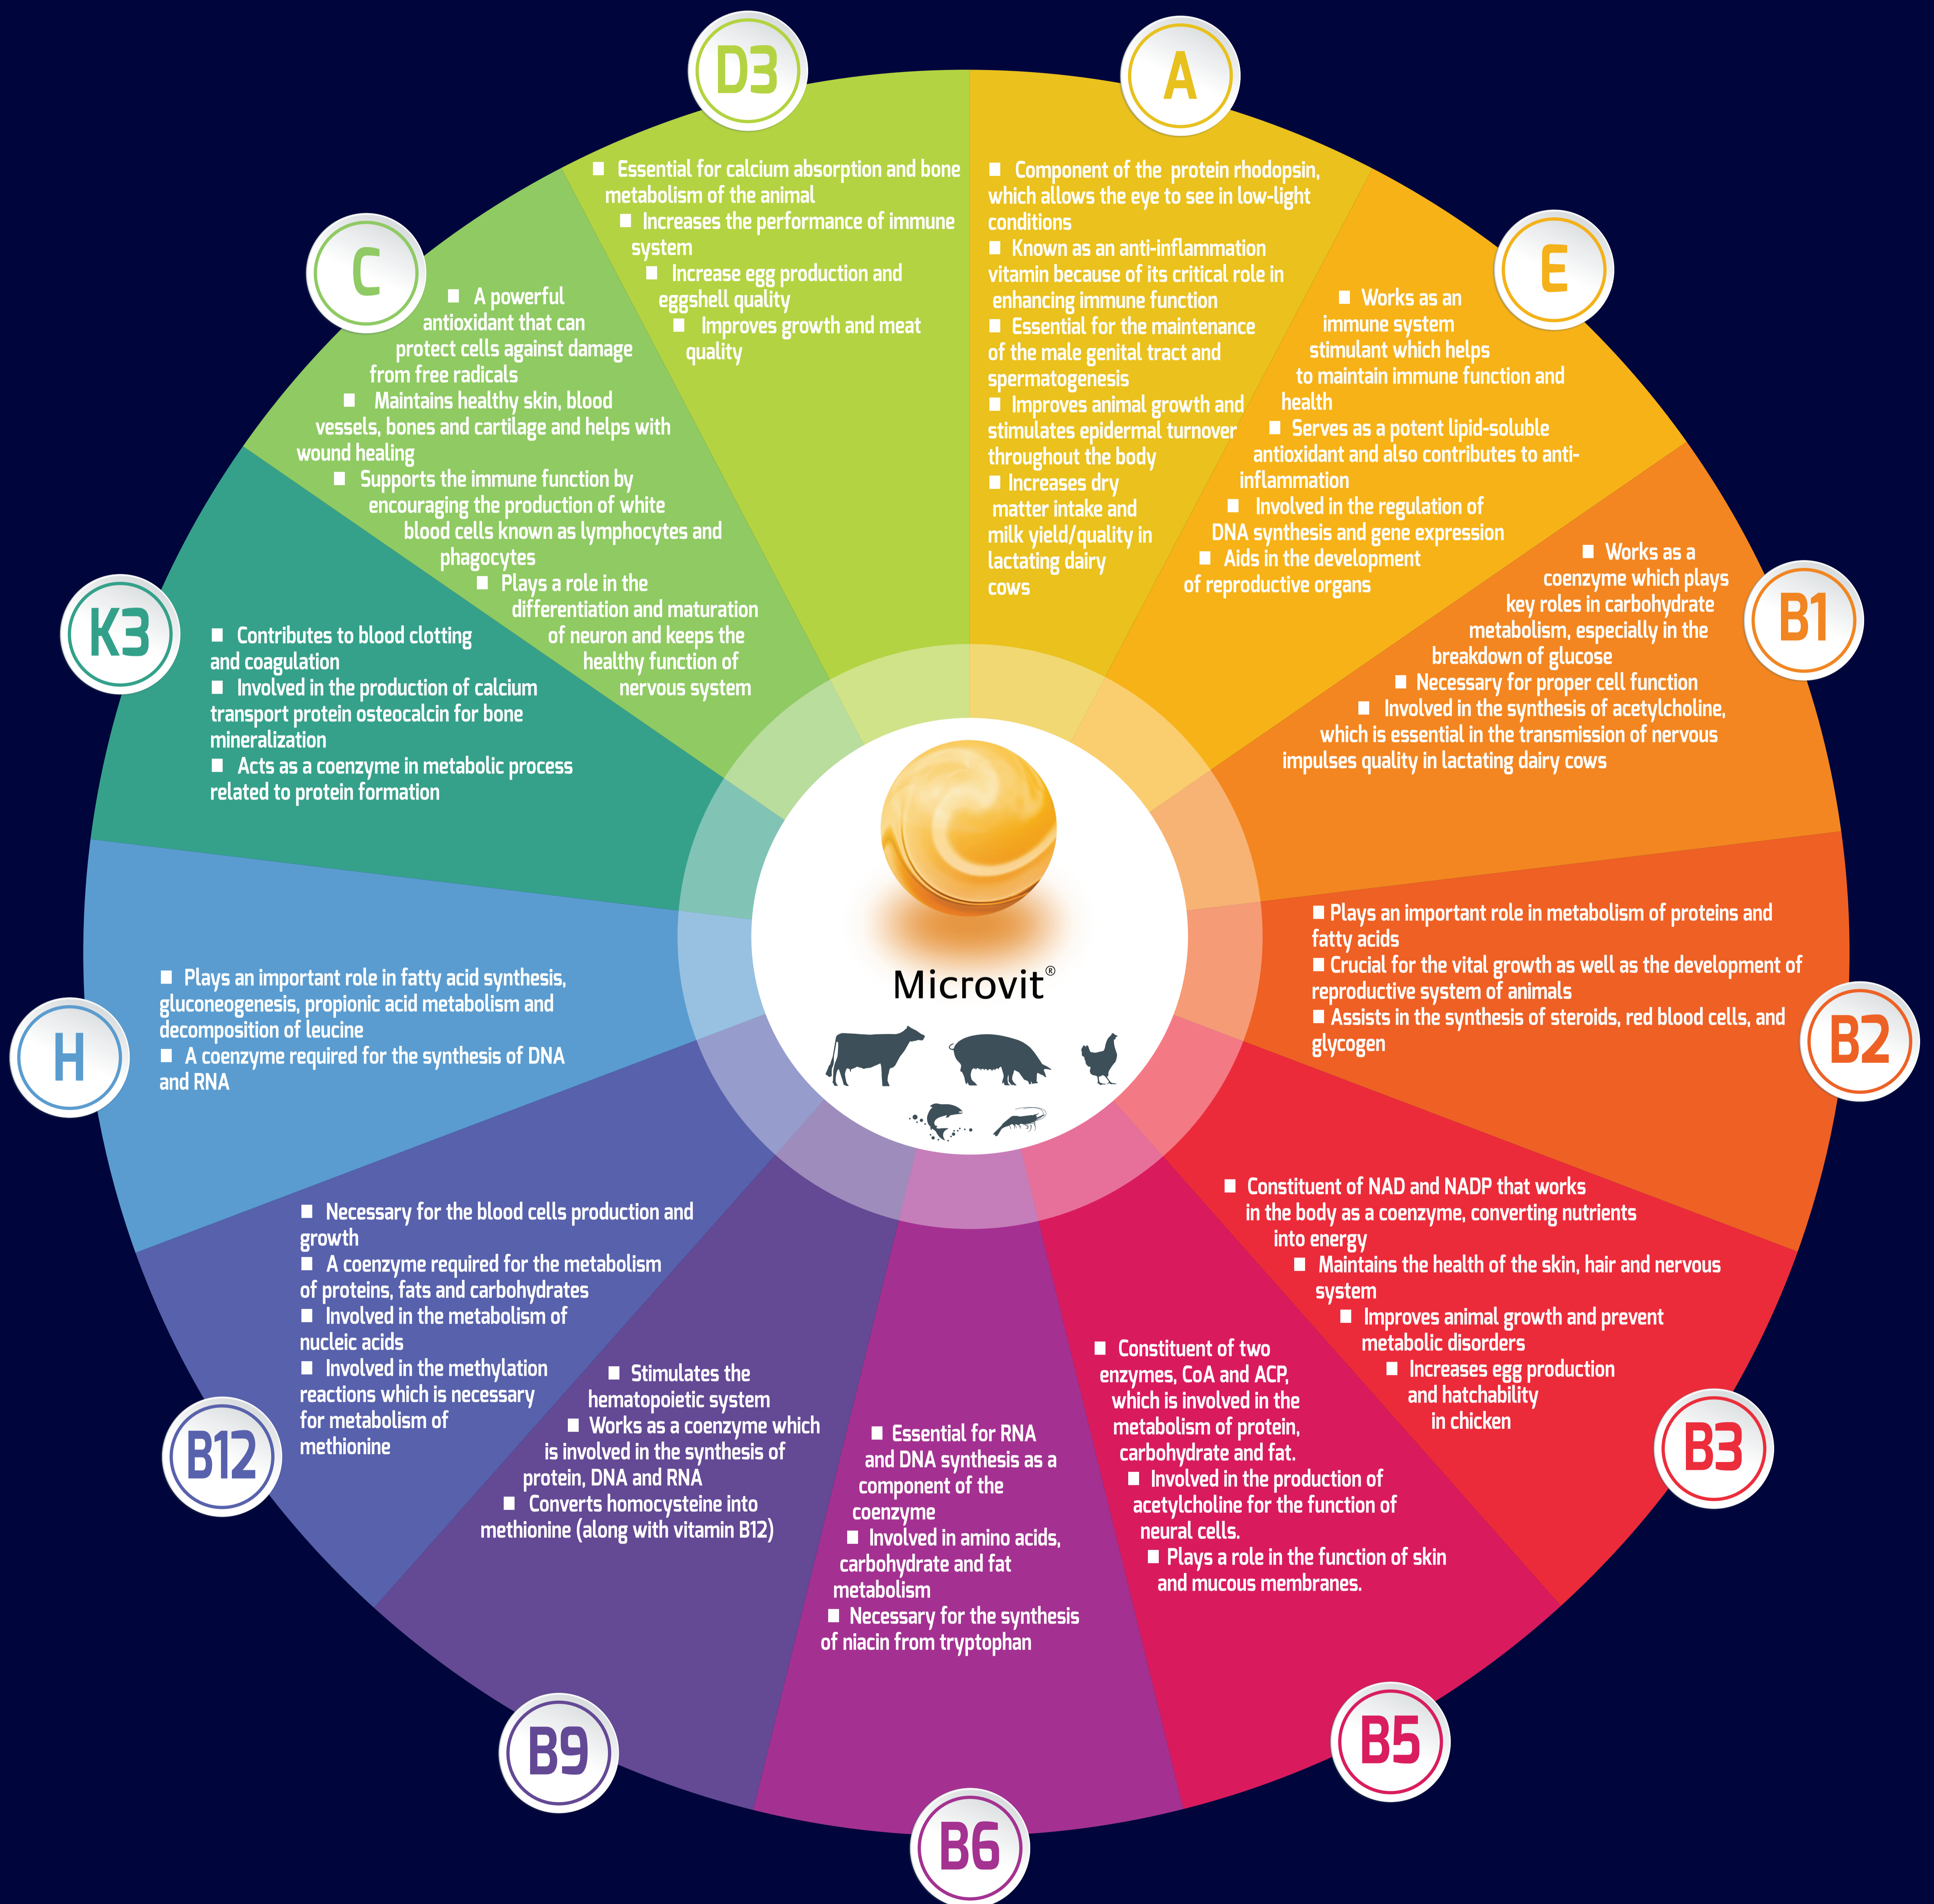 D3
■ Essential for calcium absorption and bone
metabolism of the animal
■ Increases the performance of immune
system
■ Increase egg production and
eggshell quality
■ Improves growth and meat
quality
A
■ Component of the protein rhodopsin,
which allows the eye to see in low-light
conditions
■ Known as an anti-inflammation
vitamin because of its critical role in
enhancing immune function
■ Essential for the maintenance
of the male genital tract and
spermatogenesis
■ Improves animal growth and
stimulates epidermal turnover
throughout the body
■ Increases dry
matter intake and
milk yield/quality in
lactating dairy
cows
E
■ Works as an
immune system
stimulant which helps
to maintain immune function and
health
■ Serves as a potent lipid-soluble
antioxidant and also contributes to anti-
inflammation
■ Involved in the regulation of
DNA synthesis and gene expression
■ Aids in the development
of reproductive organs
B1
■ Works as a
coenzyme which plays
key roles in carbohydrate
metabolism, especially in the
breakdown of glucose
■ Necessary for proper cell function
■ Involved in the synthesis of acetylcholine,
which is essential in the transmission of nervous
impulses quality in lactating dairy cows
B2
■ Plays an important role in metabolism of proteins and
fatty acids
■ Crucial for the vital growth as well as the development of
reproductive system of animals
■ Assists in the synthesis of steroids, red blood cells, and
glycogen
B3
■ Constituent of NAD and NADP that works
in the body as a coenzyme, converting nutrients
into energy
■ Maintains the health of the skin, hair and nervous
system
■ Improves animal growth and prevent
metabolic disorders
■ Increases egg production
and hatchability
in chicken
B5
■ Constituent of two
enzymes, CoA and ACP,
which is involved in the
metabolism of protein,
carbohydrate and fat.
■ Involved in the production of
acetylcholine for the function of
neural cells.
■ Plays a role in the function of skin
and mucous membranes.
B6
■ Essential for RNA
and DNA synthesis as a
component of the
coenzyme
■ Involved in amino acids,
carbohydrate and fat
metabolism
■ Necessary for the synthesis
of niacin from tryptophan
B9
■ Stimulates the
hematopoietic system
■ Works as a coenzyme which
is involved in the synthesis of
protein, DNA and RNA
■ Converts homocysteine into
methionine (along with vitamin B12)
B12
■ Necessary for the blood cells production and
growth
■ A coenzyme required for the metabolism
of proteins, fats and carbohydrates
■ Involved in the metabolism of
nucleic acids
■ Involved in the methylation
reactions which is necessary
for metabolism of
methionine
H
■ Plays an important role in fatty acid synthesis,
gluconeogenesis, propionic acid metabolism and
decomposition of leucine
■ A coenzyme required for the synthesis of DNA
and RNA
K3
■ Contributes to blood clotting
and coagulation
■ Involved in the production of calcium
transport protein osteocalcin for bone
mineralization
■ Acts as a coenzyme in metabolic process
related to protein formation
C
■ A powerful
antioxidant that can
protect cells against damage
from free radicals
■ Maintains healthy skin, blood
vessels, bones and cartilage and helps with
wound healing
■ Supports the immune function by
encouraging the production of white
blood cells known as lymphocytes and
phagocytes
■ Plays a role in the
differentiation and maturation
of neuron and keeps the
healthy function of
nervous system
Microvit®